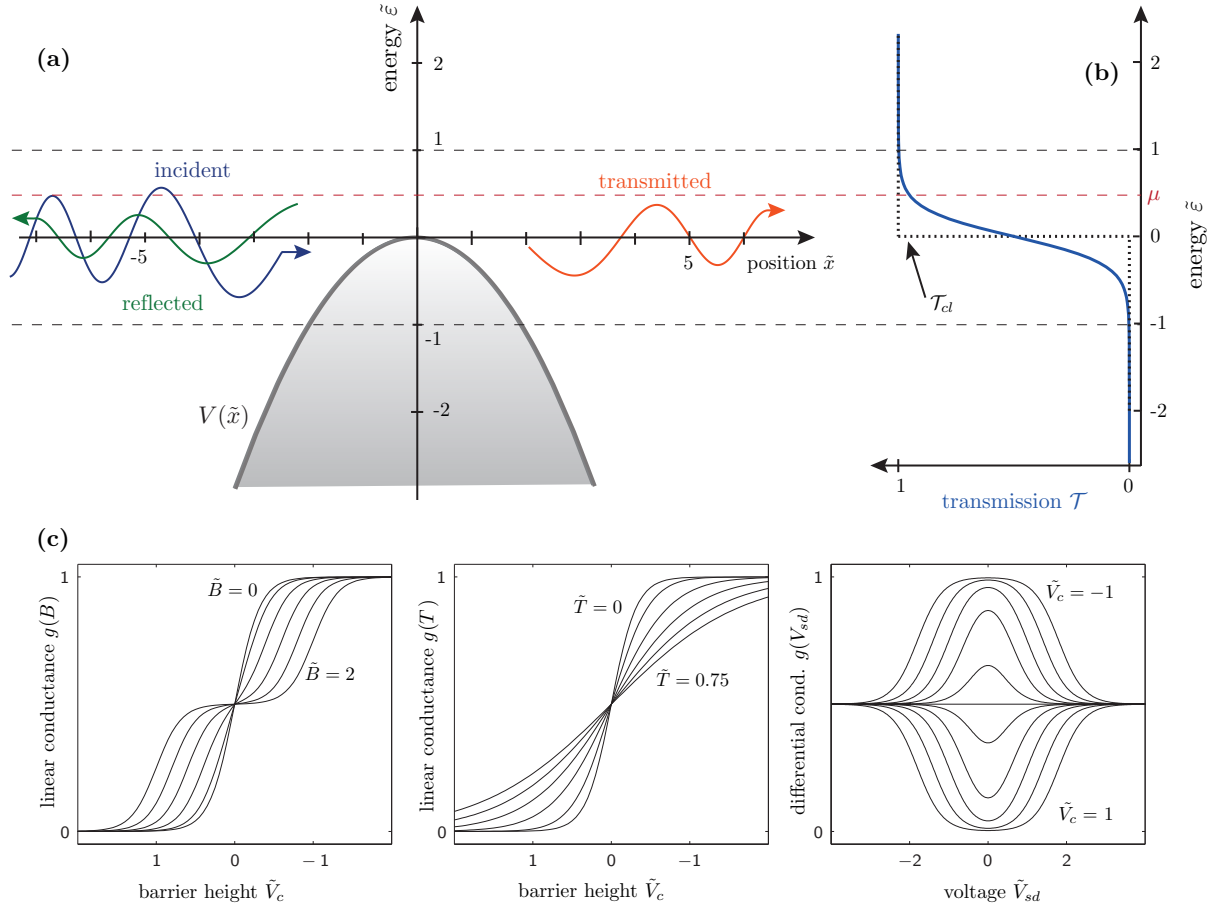 (a)
energy ε̃
2
1
-1
-2
incident
reflected
transmitted
-5
5
position x̃
V(x̃)
(b)
energy ε̃
2
1
μ
0
-1
-2
𝒯cl
1
0
transmission 𝒯
(c)
linear conductance g(B)
1
0
B̃ = 0
B̃ = 2
1
0
−1
barrier height Ṽc
linear conductance g(T)
1
0
T̃ = 0
T̃ = 0.75
1
0
−1
barrier height Ṽc
differential cond. g(Vsd)
1
0
Ṽc = −1
Ṽc = 1
−2
0
2
voltage Ṽsd